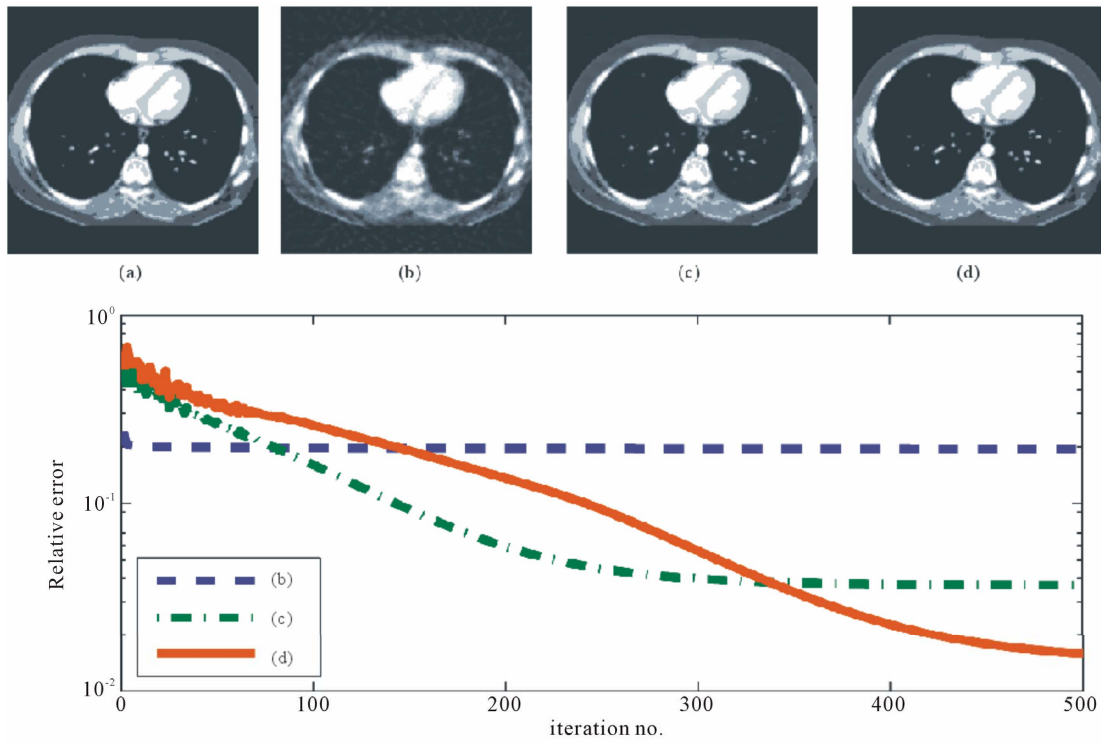 (a) (b) (c) (d)
10^0
10^-1
10^-2
Relative error
(b)
(c)
(d)
0 100 200 300 400 500
iteration no.